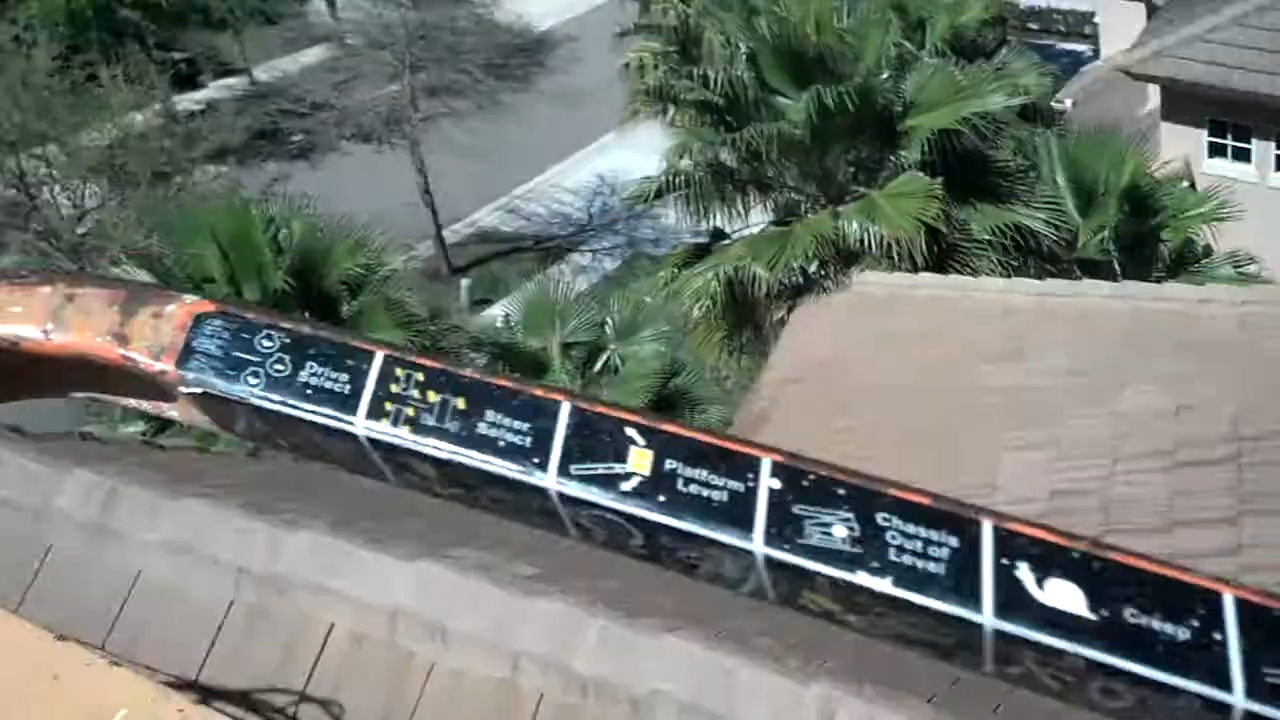 Drive
Select
Steer
Select
Platform
Level
Chassis
Out of
Level
Creep